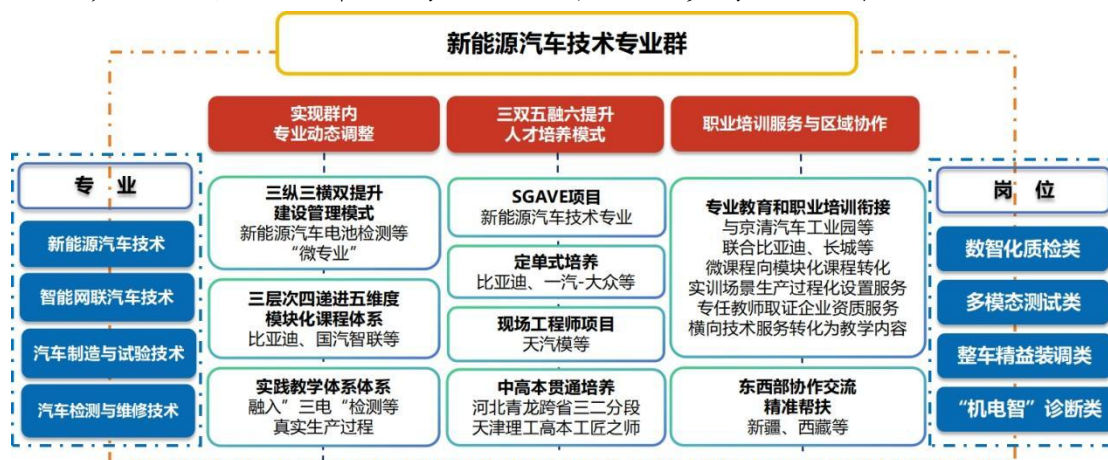 新能源汽车技术专业群
实现群内
专业动态调整
三双五融六提升
人才培养模式
职业培训服务与区域协作
专 业
新能源汽车技术
智能网联汽车技术
汽车制造与试验技术
汽车检测与维修技术
三纵三横双提升
建设管理模式
新能源汽车电池检测等
“微专业”
三层次四递进五维度
模块化课程体系
比亚迪、国汽智联等
实践教学体系体系
融入”三电“检测等
真实生产过程
SGAVE项目
新能源汽车技术专业
定单式培养
比亚迪、一汽-大众等
现场工程师项目
天汽模等
中高本贯通培养
河北青龙跨省三二分段
天津理工高本工匠之师
专业教育和职业培训衔接
与京清汽车工业园等
联合比亚迪、长城等
微课程向模块化课程转化
实训场景生产过程化设置服务
专任教师取证企业资质服务
横向技术服务转化为教学内容
东西部协作交流
精准帮扶
新疆、西藏等
岗 位
数智化质检类
多模态测试类
整车精益装调类
“机电智”诊断类